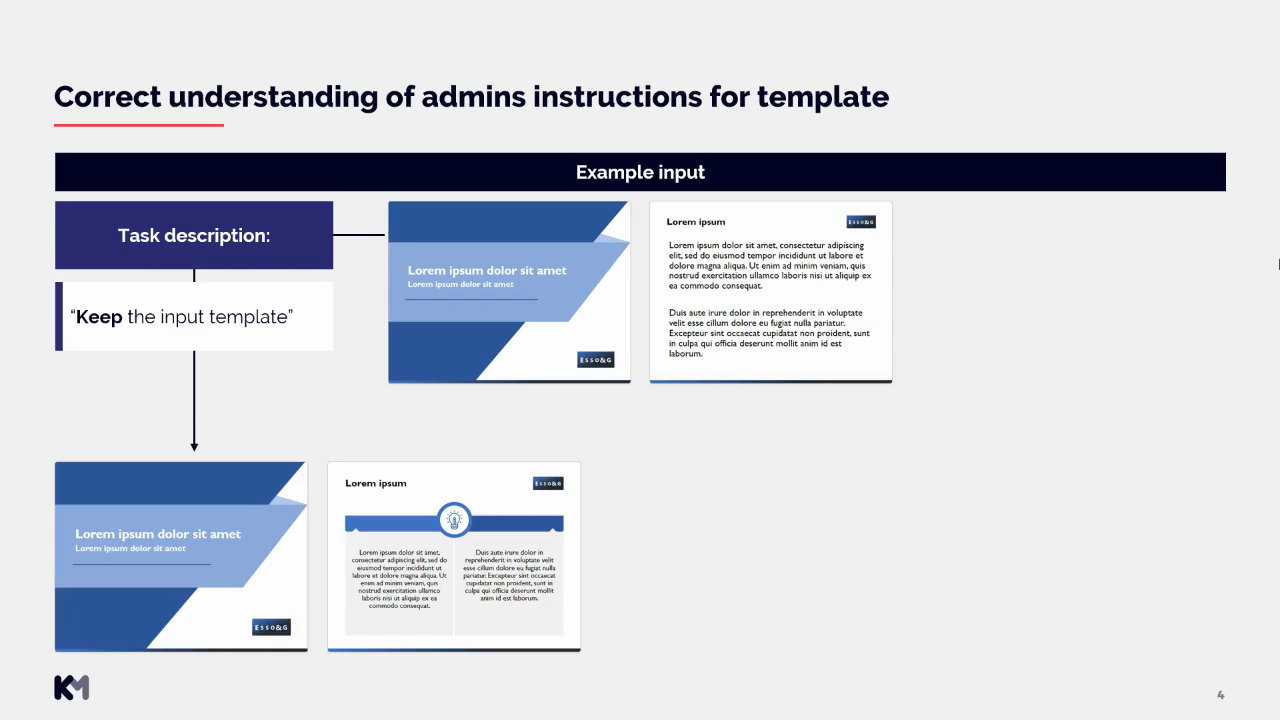 Correct understanding of admins instructions for template
Example input
Task description:
“Keep the input template”
Lorem ipsum dolor sit amet
Lorem ipsum dolor sit amet
Esso&G
Lorem ipsum
Esso&G
Lorem ipsum dolor sit amet, consectetur adipiscing
elit, sed do eiusmod tempor incididunt ut labore et
dolore magna aliqua. Ut enim ad minim veniam, quis
nostrud exercitation ullamco laboris nisi ut aliquip ex
ea commodo consequat.
Duis aute irure dolor in reprehenderit in voluptate
velit esse cillum dolore eu fugiat nulla pariatur.
Excepteur sint occaecat cupidatat non proident, sunt
in culpa qui officia deserunt mollit anim id est
laborum.
Lorem ipsum dolor sit amet
Lorem ipsum dolor sit amet
Esso&G
Lorem ipsum
Esso&G
Lorem ipsum dolor sit amet,
consectetur adipiscing elit, sed do
eiusmod tempor incididunt ut
labore et dolore magna aliqua. Ut
enim ad minim veniam, quis
nostrud exercitation ullamco
laboris nisi ut aliquip ex ea
commodo consequat.
Duis aute irure dolor in
reprehenderit in voluptate velit
esse cillum dolore eu fugiat nulla
pariatur. Excepteur sint occaecat
cupidatat non proident, sunt in
culpa qui officia deserunt mollit
anim id est laborum.
KM
4